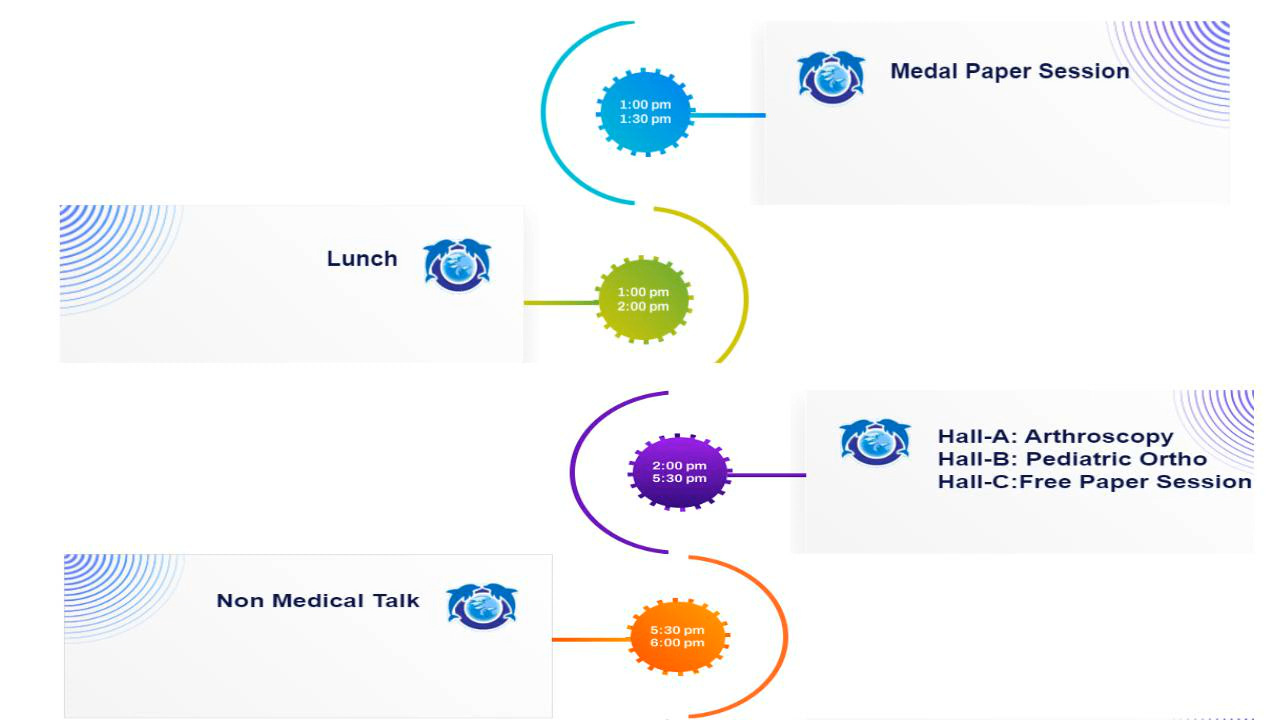 1:00 pm
1:30 pm
Medal Paper Session
Lunch
1:00 pm
2:00 pm
2:00 pm
5:30 pm
Hall-A: Arthroscopy
Hall-B: Pediatric Ortho
Hall-C:Free Paper Session
Non Medical Talk
5:30 pm
6:00 pm